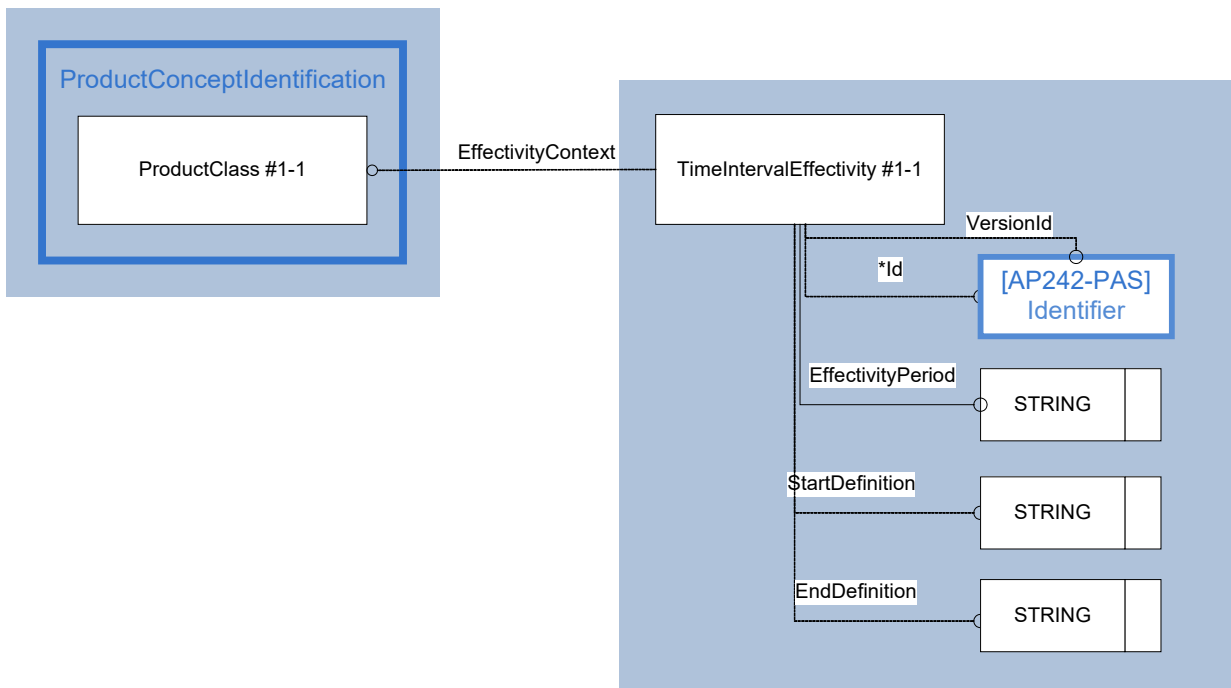 ProductConceptIdentification
ProductClass #1-1
EffectivityContext
TimeIntervalEffectivity #1-1
VersionId
*Id
[AP242-PAS]
Identifier
EffectivityPeriod
STRING
StartDefinition
STRING
EndDefinition
STRING